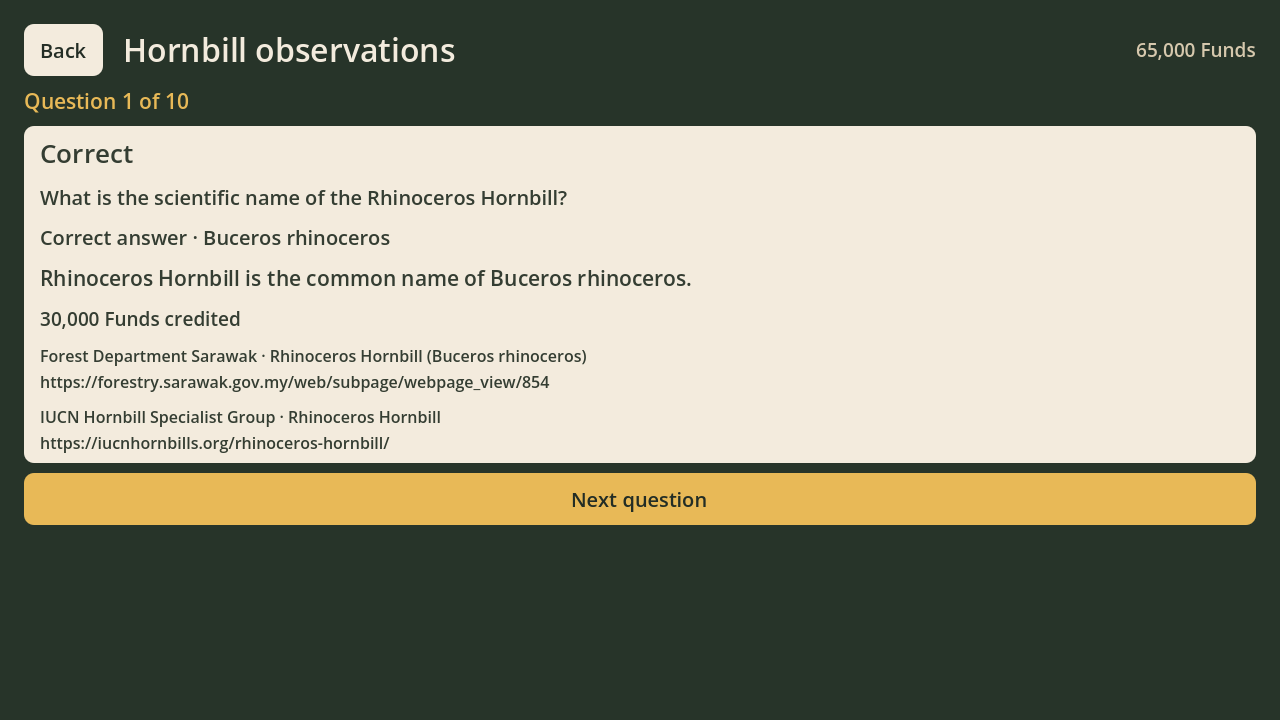 Back
Hornbill observations
65,000 Funds
Question 1 of 10
Correct
What is the scientific name of the Rhinoceros Hornbill?
Correct answer · Buceros rhinoceros
Rhinoceros Hornbill is the common name of Buceros rhinoceros.
30,000 Funds credited
Forest Department Sarawak · Rhinoceros Hornbill (Buceros rhinoceros)
https://forestry.sarawak.gov.my/web/subpage/webpage_view/854
IUCN Hornbill Specialist Group · Rhinoceros Hornbill
https://iucnhornbills.org/rhinoceros-hornbill/
Next question